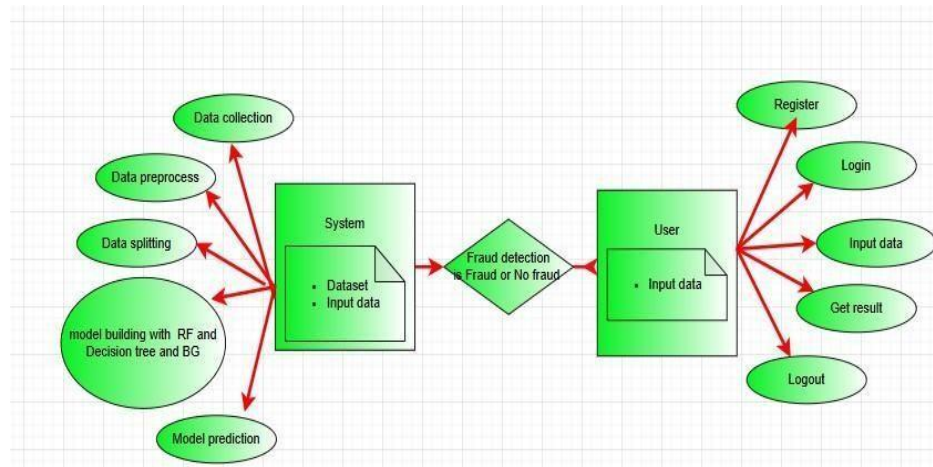 Data collection
Data preprocess
Data splitting
model building with RF and
Decision tree and BG
Model prediction
System
Dataset
Input data
Fraud detection
is Fraud or No fraud
User
Input data
Register
Login
Input data
Get result
Logout